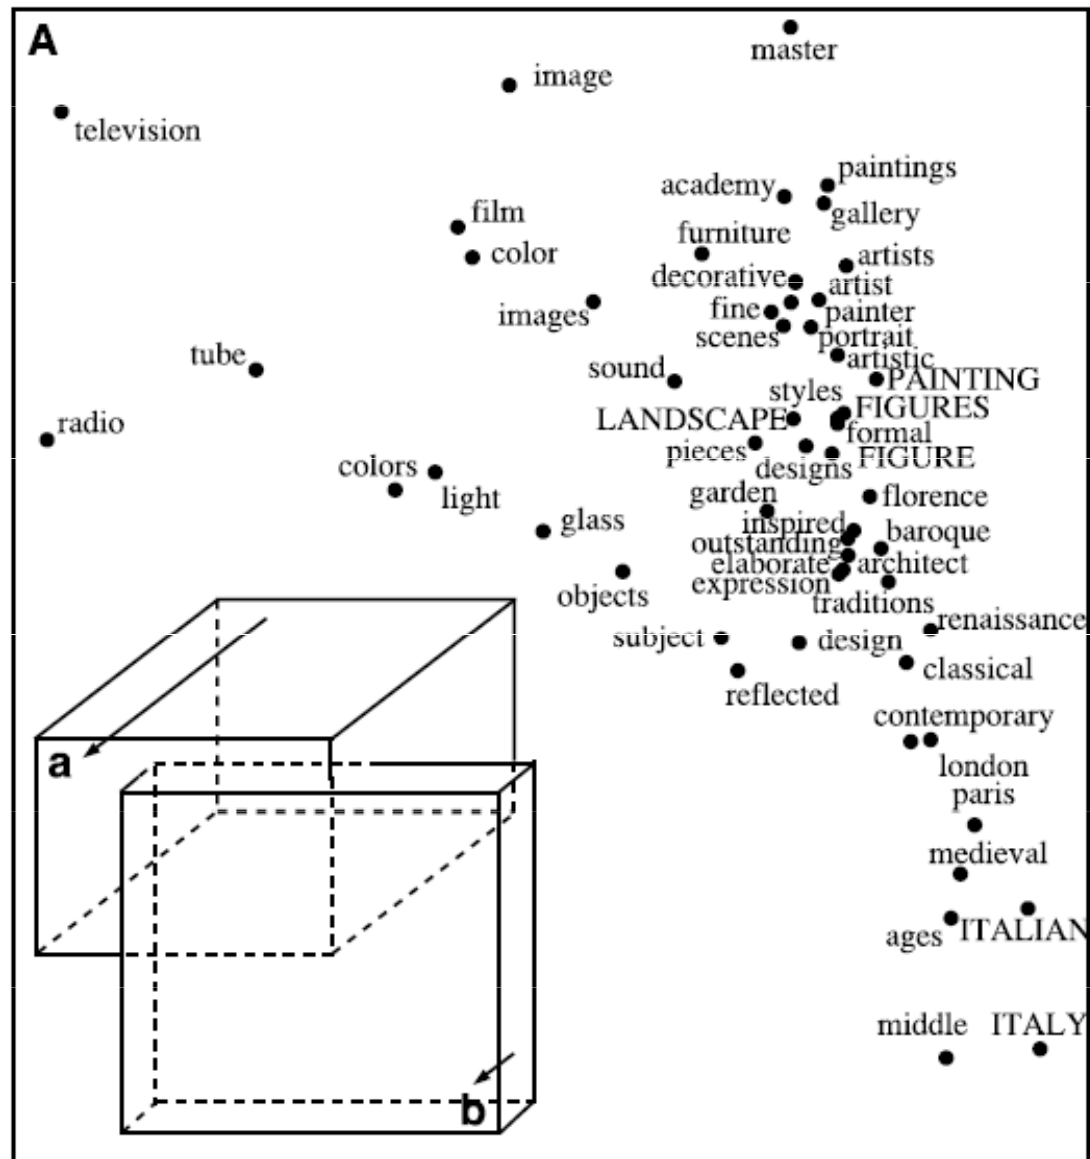 A
master
image
television
paintings
academy
gallery
film
furniture
color
artists
decorative
artist
fine
painter
images
scenes
portrait
tube
artistic
sound
PAINTING
styles
FIGURES
LANDSCAPE
radio
formal
pieces
FIGURE
designs
colors
light
garden
florence
glass
inspired
baroque
outstanding
elaborate
architect
expression
objects
traditions
renaissance
subject
design
classical
reflected
contemporary
a
london
paris
medieval
ages
ITALIAN
middle
ITALY
b